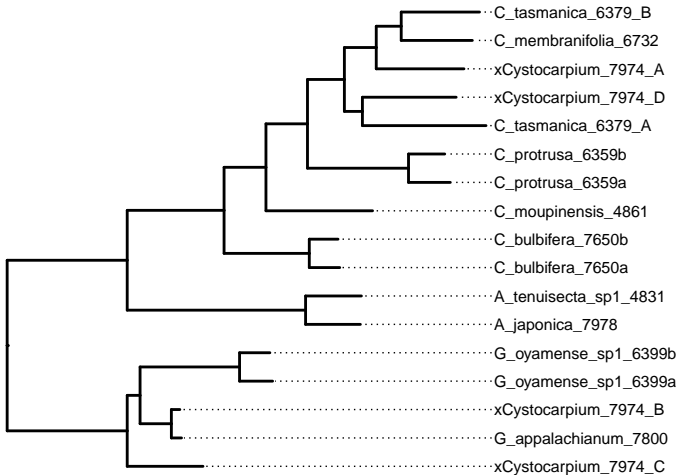 C_tasmanica_6379_B
C_membranifolia_6732
xCystocarpium_7974_A
xCystocarpium_7974_D
C_tasmanica_6379_A
C_protrusa_6359b
C_protrusa_6359a
C_moupinensis_4861
C_bulbifera_7650b
C_bulbifera_7650a
A_tenuisecta_sp1_4831
A_japonica_7978
G_oyamense_sp1_6399b
G_oyamense_sp1_6399a
xCystocarpium_7974_B
G_appalachianum_7800
xCystocarpium_7974_C